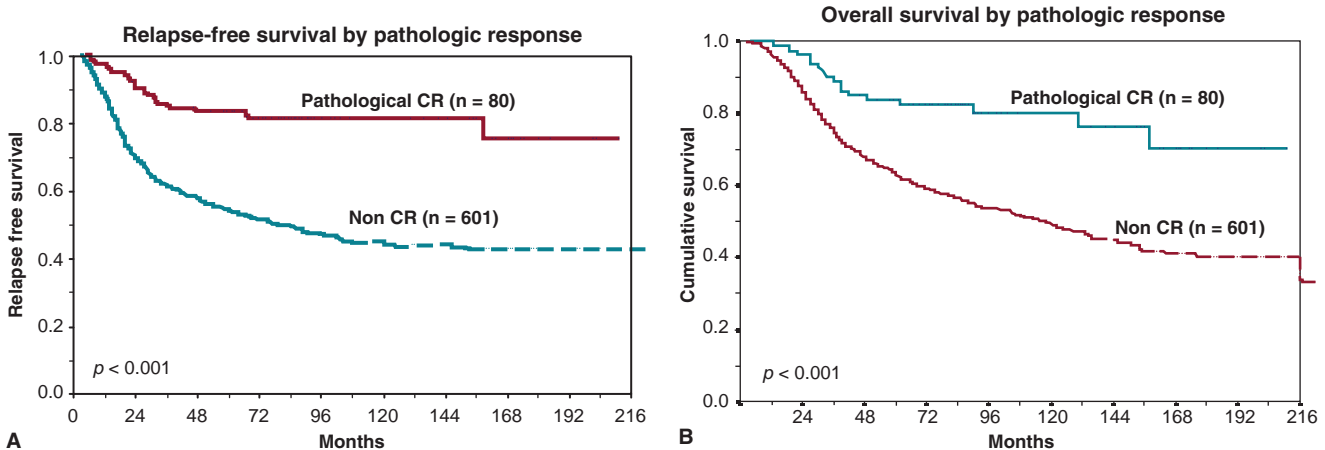 Relapse-free survival by pathologic response
1.0
0.8
0.6
0.4
0.2
0.0
Relapse free survival
Pathological CR (n = 80)
Non CR (n = 601)
p < 0.001
0 24 48 72 96 120 144 168 192 216
Months
A
Overall survival by pathologic response
1.0
0.8
0.6
0.4
0.2
0.0
Cumulative survival
Pathological CR (n = 80)
Non CR (n = 601)
p < 0.001
24 48 72 96 120 144 168 192 216
Months
B